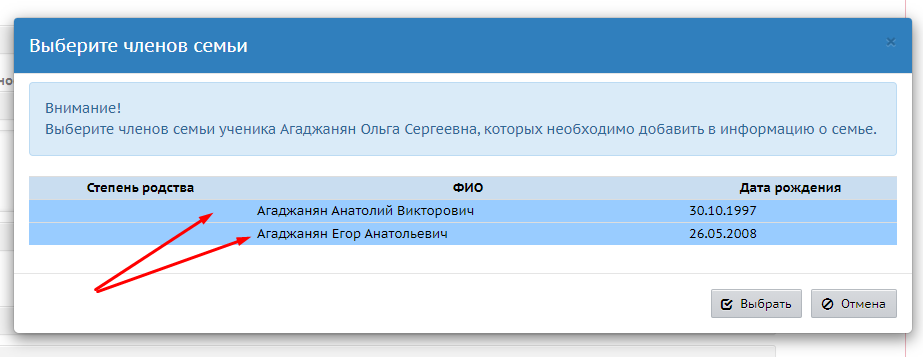 Выберите членов семьи
но
Внимание!
Выберите членов семьи ученика Агаджанян Ольга Сергеевна, которых необходимо добавить в информацию о семье.
Степень родства ФИО Дата рождения
Агаджанян Анатолий Викторович 30.10.1997
Агаджанян Егор Анатольевич 26.05.2008
Выбрать Отмена